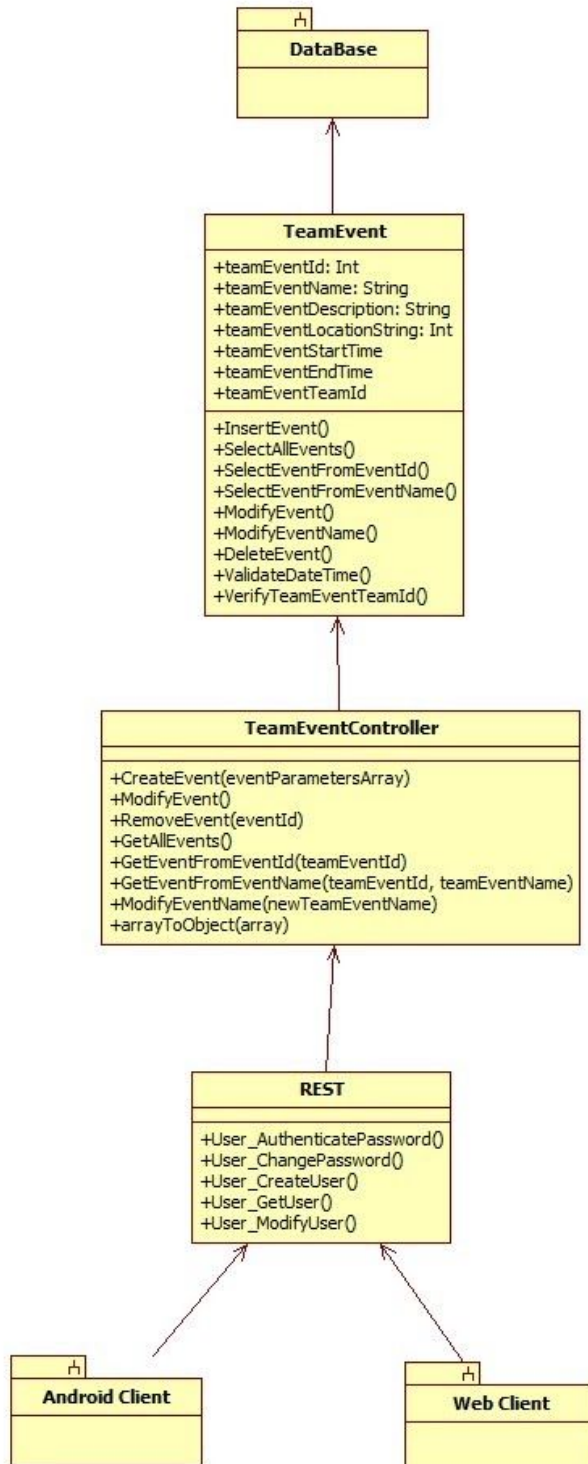 DataBase
TeamEvent
+teamEventId: Int
+teamEventName: String
+teamEventDescription: String
+teamEventLocationString: Int
+teamEventStartTime
+teamEventEndTime
+teamEventTeamId
+InsertEvent()
+SelectAllEvents()
+SelectEventFromEventId()
+SelectEventFromEventName()
+ModifyEvent()
+ModifyEventName()
+DeleteEvent()
+ValidateDateTime()
+VerifyTeamEventTeamId()
TeamEventController
+CreateEvent(eventParametersArray)
+ModifyEvent()
+RemoveEvent(eventId)
+GetAllEvents()
+GetEventFromEventId(teamEventId)
+GetEventFromEventName(teamEventId, teamEventName)
+ModifyEventName(newTeamEventName)
+arrayToObject(array)
REST
+User_AuthenticatePassword()
+User_ChangePassword()
+User_CreateUser()
+User_GetUser()
+User_ModifyUser()
Android Client
Web Client